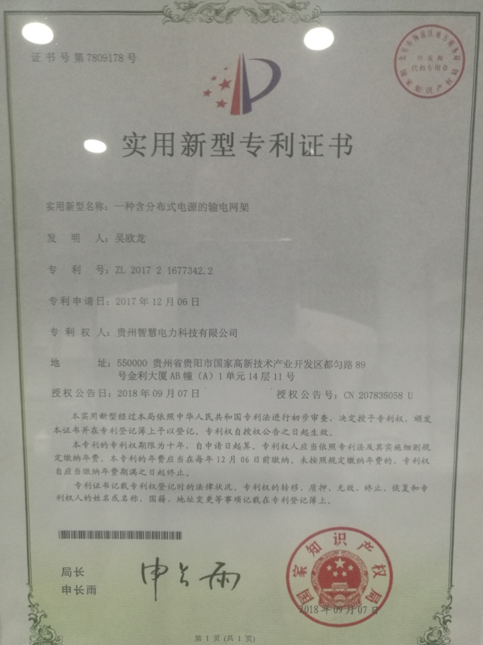 证书号第7809178号
实用新型专利证书
实用新型名称：一种含分布式电源的输电网架
发明人：吴欣龙
专利号：ZL 2017 2 1677342.2
专利申请日：2017年12月06日
专利权人：贵州智慧电力科技有限公司
地址：550000 贵州省贵阳市国家高新技术产业开发区都匀路89
号金利大厦AB幢（A）1单元14层11号
授权公告日：2018年09月07日 授权公告号：CN 207835058 U
本实用新型经过本局依照中华人民共和国专利法进行初步审查，决定授予专利权，颁发
本证书并在专利登记簿上予以登记，专利权自授权公告之日起生效。
本专利的专利权期限为十年，自申请日起算。专利权人应当依照专利法及其实施细则规
定缴纳年费。本专利的年费应当在每年12月06日前缴纳。未按照规定缴纳年费的，专利权
自应当缴纳年费期满之日起终止。
专利证书记载专利权登记时的法律状况。专利权的转移、质押、无效、终止、恢复和专
利权人的姓名或名称、国籍、地址变更等事项记载在专利登记簿上。
局长
申长雨
申长雨
国家知识产权局
2018年09月07日
第1页(共1页)